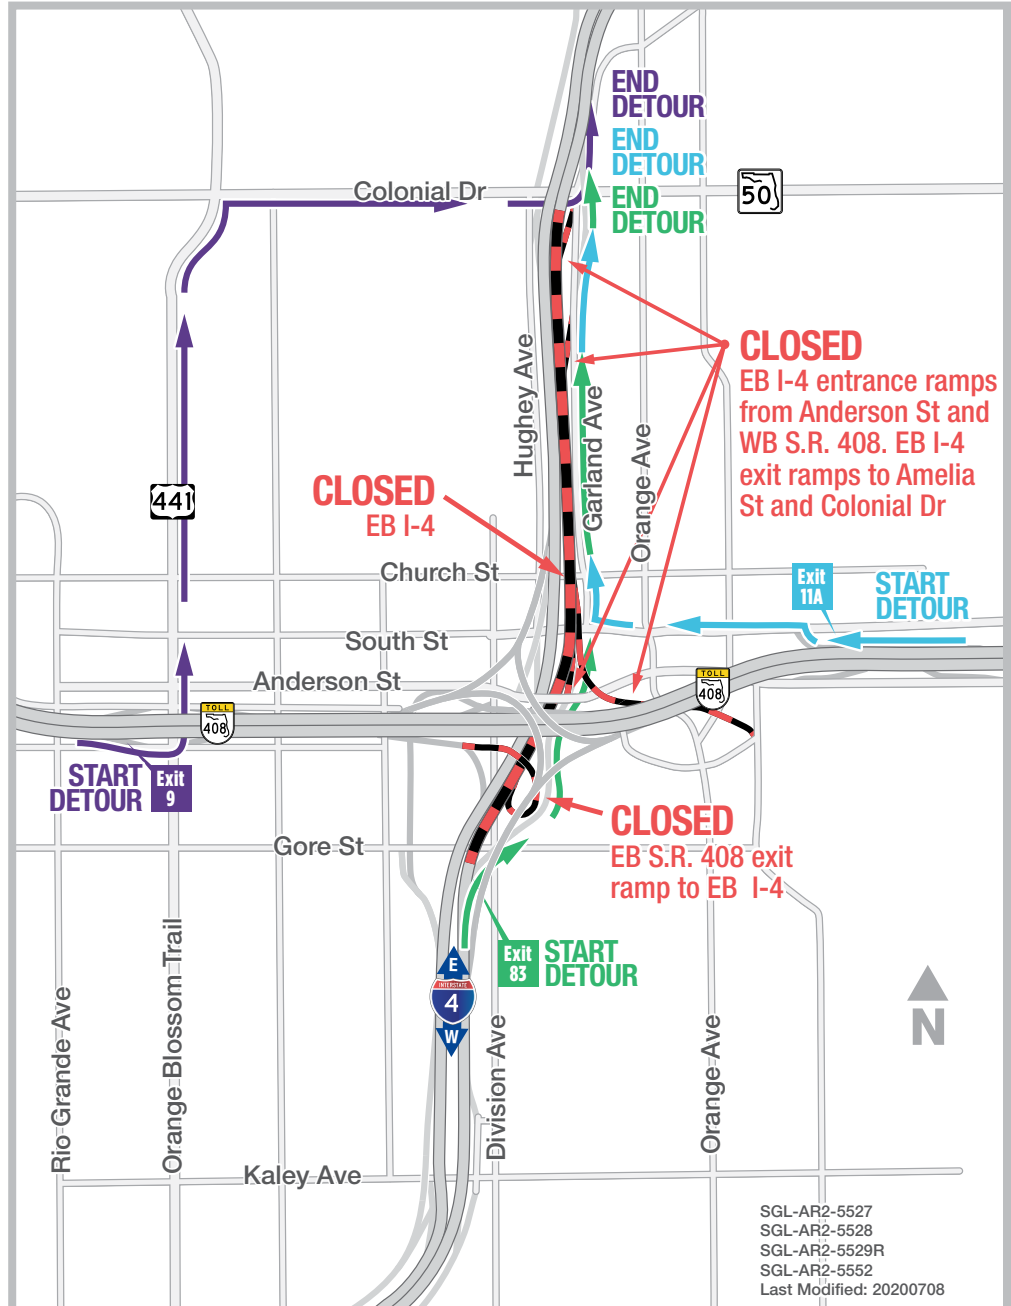 END
DETOUR
END
DETOUR
END
DETOUR
Colonial Dr
50
Hughey Ave
Garland Ave
Orange Ave
CLOSED
EB I-4 entrance ramps
from Anderson St and
WB S.R. 408. EB I-4
exit ramps to Amelia
St and Colonial Dr
441
CLOSED
EB I-4
Church St
Exit
11A
START
DETOUR
South St
Anderson St
TOLL
408
TOLL
408
START
DETOUR
Exit
9
CLOSED
EB S.R. 408 exit
ramp to EB I-4
Gore St
Exit
83
START
DETOUR
E
INTERSTATE
4
W
N
Rio Grande Ave
Orange Blossom Trail
Division Ave
Orange Ave
Kaley Ave
SGL-AR2-5527
SGL-AR2-5528
SGL-AR2-5529R
SGL-AR2-5552
Last Modified: 20200708